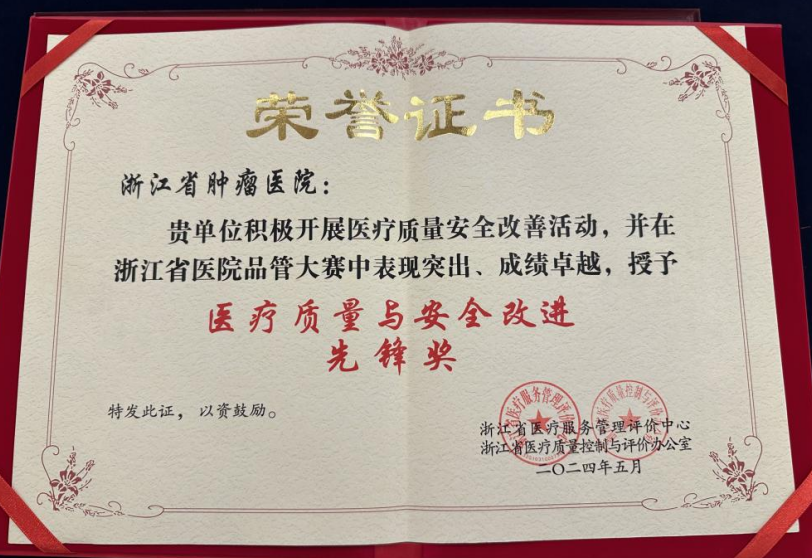 荣誉证书
浙江省肿瘤医院：
贵单位积极开展医疗质量安全改善活动，并在
浙江省医院品管大赛中表现突出、成绩卓越，授予
医疗质量与安全改进
先锋奖
特发此证，以资鼓励。
浙江省医疗服务管理评价中心
浙江省医疗质量控制与评价办公室
二〇二四年五月